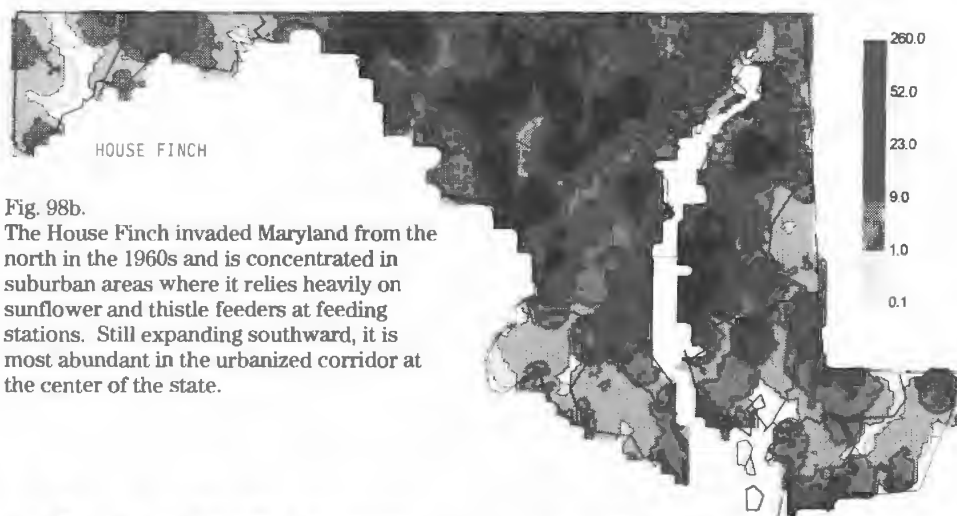 HOUSE FINCH
Fig. 98b.
The House Finch invaded Maryland from the
north in the 1960s and is concentrated in
suburban areas where it relies heavily on
sunflower and thistle feeders at feeding
stations. Still expanding southward, it is
most abundant in the urbanized corridor at
the center of the state.
260.0
52.0
23.0
9.0
1.0
0.1